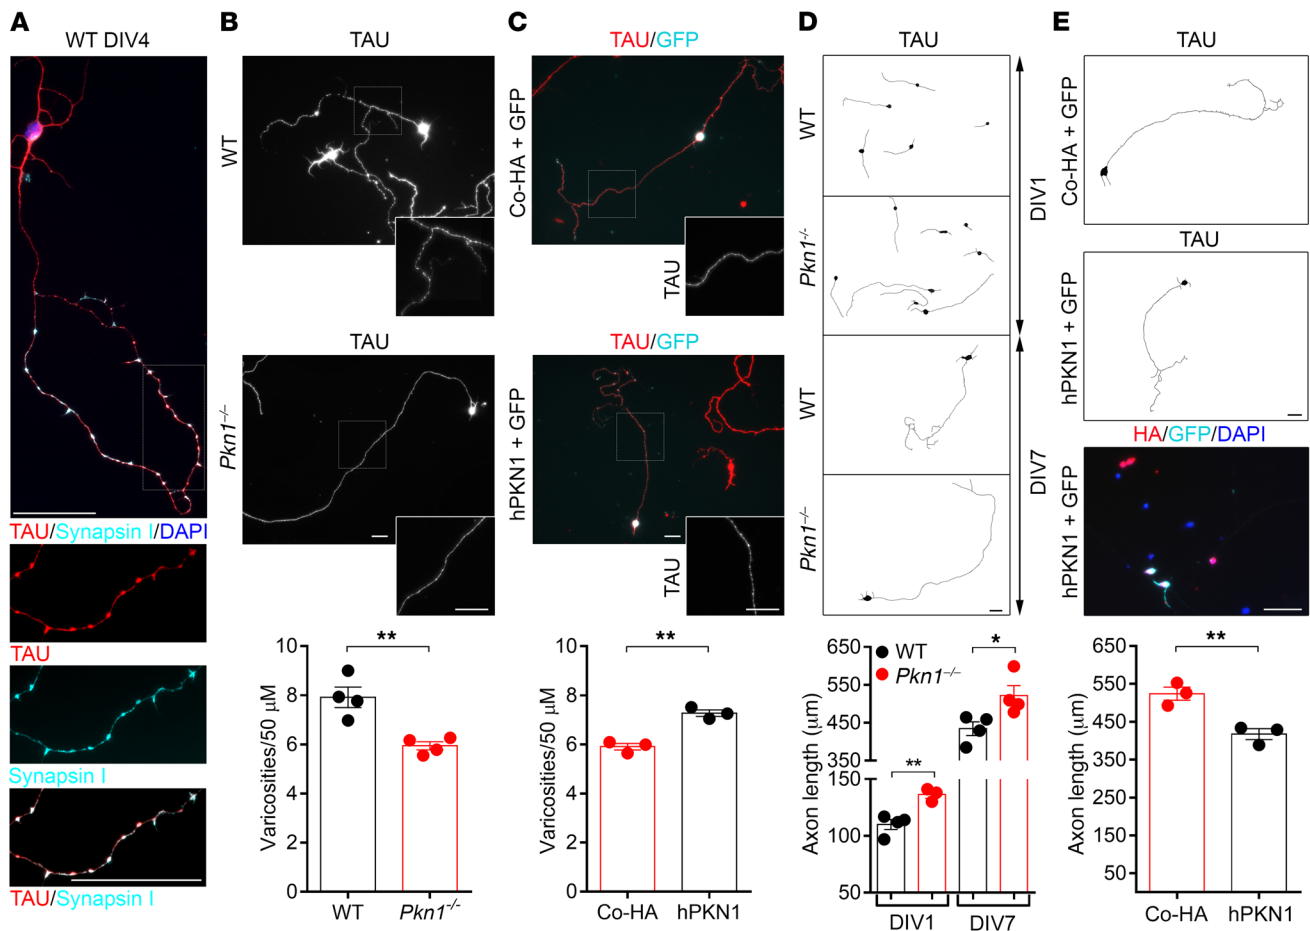 A
WT DIV4
TAU/Synapsin I/DAPI
TAU
Synapsin I
TAU/Synapsin I
B
TAU
WT
TAU
Pkn1–/–
10
8
6
4
2
0
Varicosities/50 μM
**
WT
Pkn1-/-
C
TAU/GFP
Co-HA + GFP
TAU
TAU/GFP
hPKN1 + GFP
TAU
10
8
6
4
2
0
Varicosities/50 μM
**
Co-HA
hPKN1
D
TAU
WT
Pkn1-/-
DIV1
WT
Pkn1–/–
DIV7
650
550
450
350
150
100
50
Axon length (μm)
WT
Pkn1–/–
**
*
DIV1
DIV7
E
TAU
Co-HA + GFP
TAU
hPKN1 + GFP
HA/GFP/DAPI
hPKN1 + GFP
650
550
450
350
250
150
50
Axon length (μm)
**
Co-HA
hPKN1